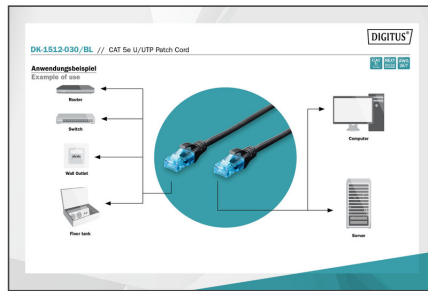 DIGITUS®
DK-1512-030/BL // CAT 5e U/UTP Patch Cord
Anwendungsbeispiel
Example of use
Router
Switch
Wall Outlet
Floor tank
Computer
Server